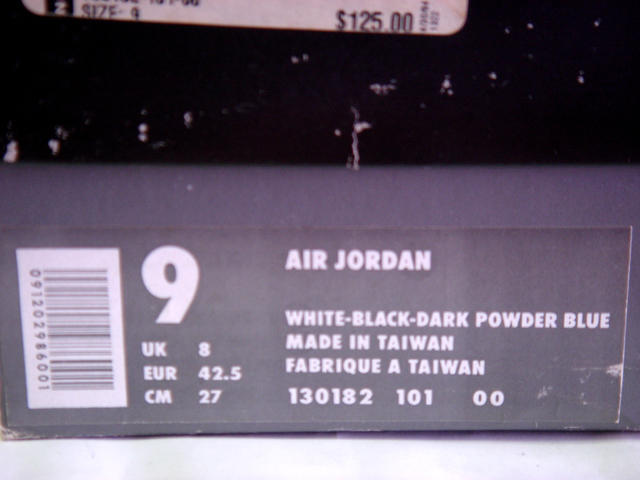 SIZE- 9
$125.00
9
AIR JORDAN
WHITE-BLACK-DARK POWDER BLUE
MADE IN TAIWAN
FABRIQUE A TAIWAN
130182 101 00
UK 8
EUR 42.5
CM 27
091202986001